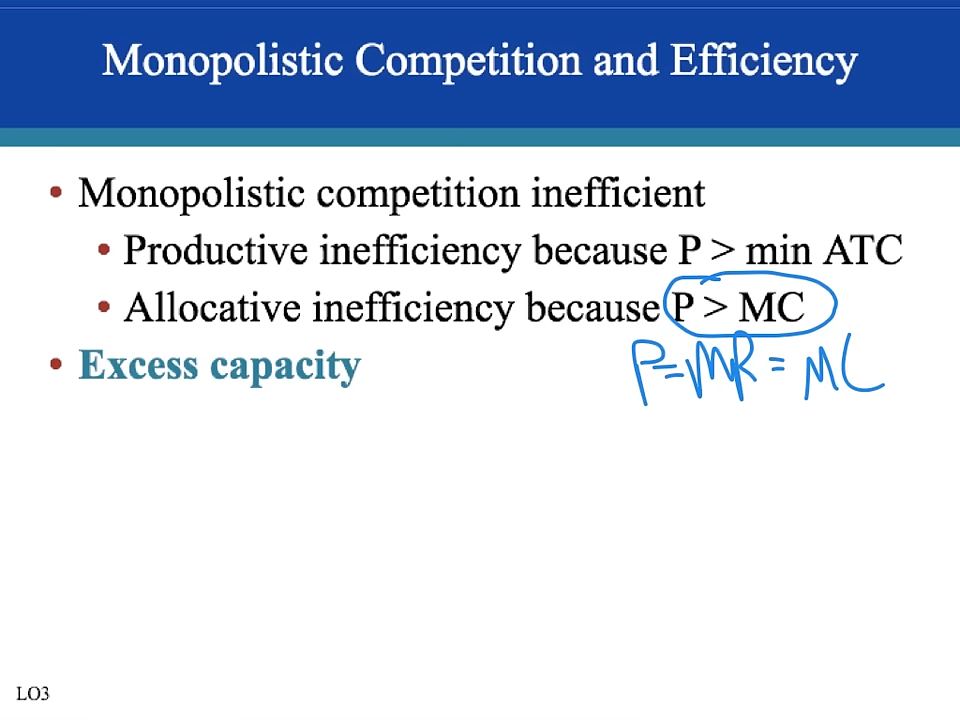 Monopolistic Competition and Efficiency
• Monopolistic competition inefficient
• Productive inefficiency because P > min ATC
• Allocative inefficiency because P > MC
• Excess capacity
P = MR = MC
LO3